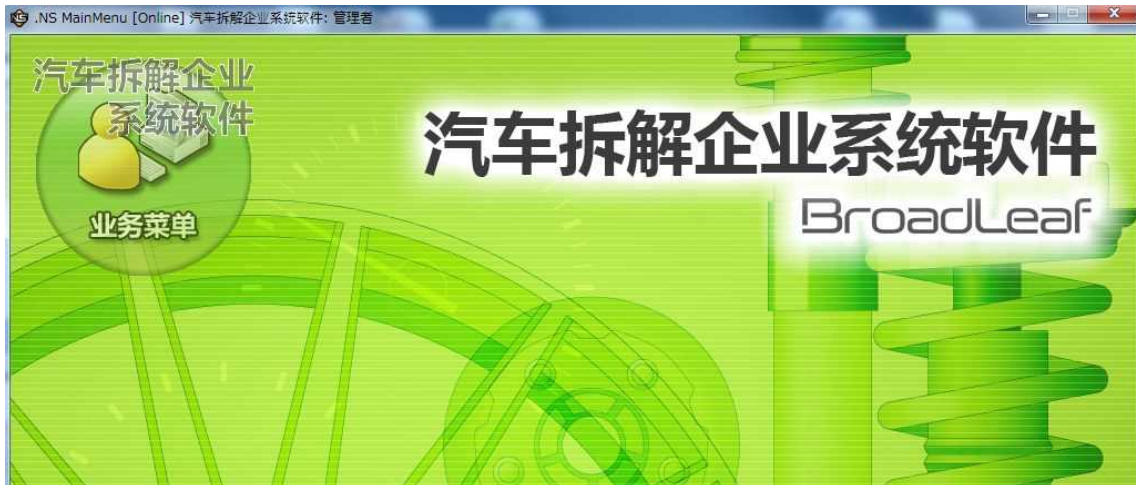 .NS MainMenu [Online] 汽车拆解企业系统软件: 管理者
汽车拆解企业
系统软件
业务菜单
汽车拆解企业系统软件
BroadLeaf